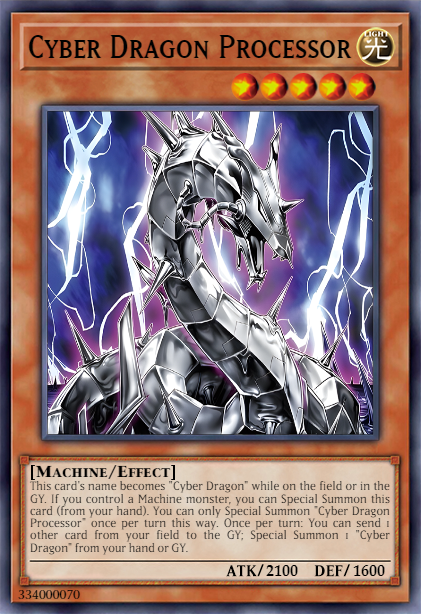 CYBER DRAGON PROCESSOR
LIGHT
光
[MACHINE/EFFECT]
This card's name becomes "Cyber Dragon" while on the field or in the
GY. If you control a Machine monster, you can Special Summon this
card (from your hand). You can only Special Summon "Cyber Dragon
Processor" once per turn this way. Once per turn: You can send 1
other card from your field to the GY; Special Summon 1 "Cyber
Dragon" from your hand or GY.
ATK/2100 DEF/1600
334000070